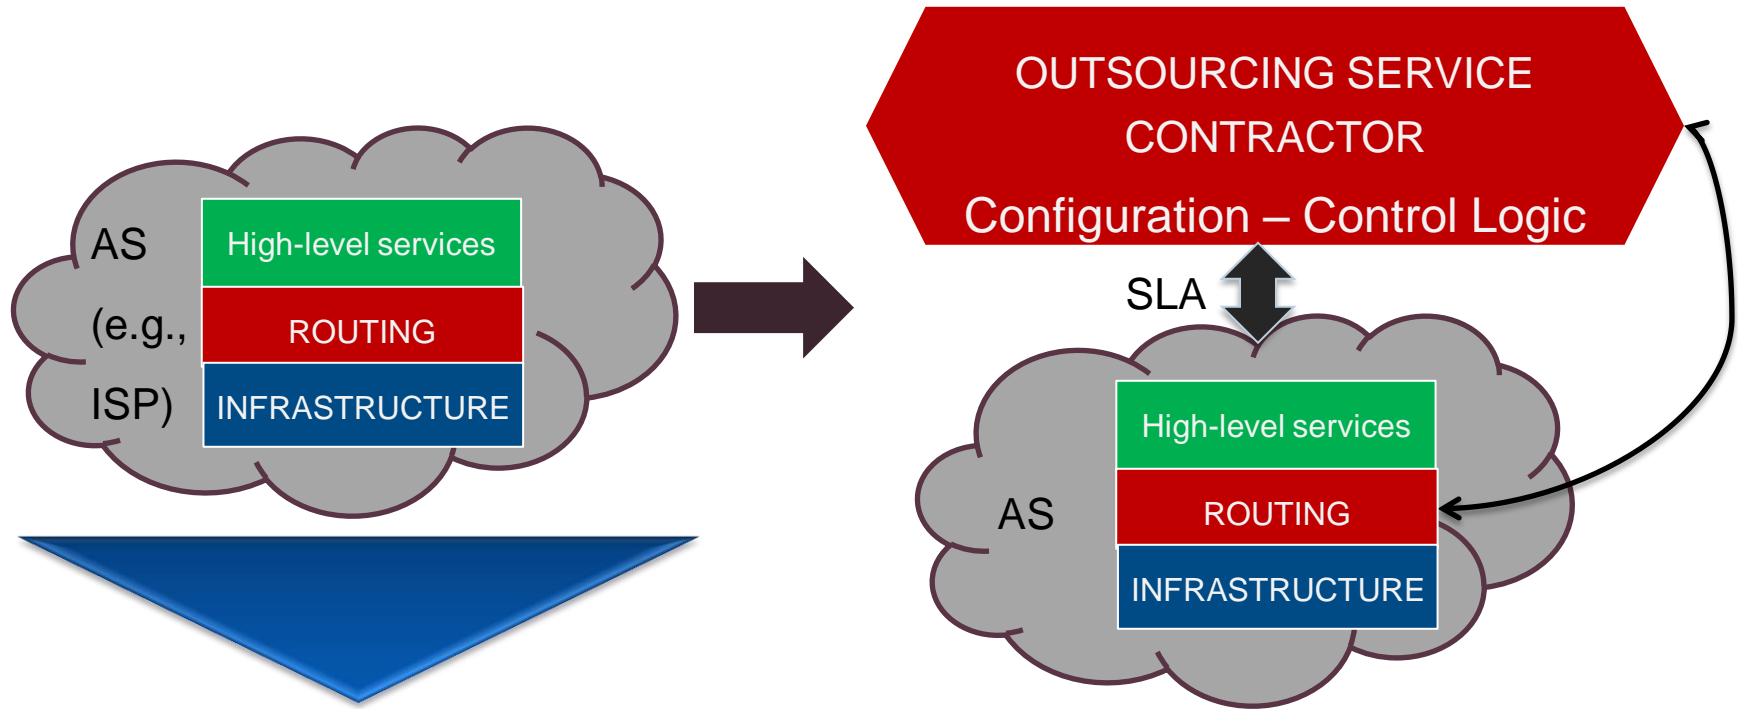 AS
(e.g.,
ISP)
High-level services
ROUTING
INFRASTRUCTURE
OUTSOURCING SERVICE
CONTRACTOR
Configuration – Control Logic
SLA
AS
High-level services
ROUTING
INFRASTRUCTURE